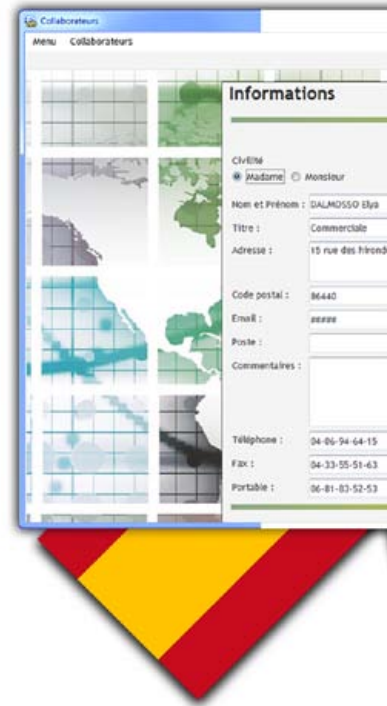 Collaborateurs
Menu Collaborateurs
Informations
Civilité
Madame Monsieur
Nom et Prénom : DALMOSSO Elya
Titre : Commerciale
Adresse : 15 rue des hirond
Code postal : 86440
Email : #####
Poste :
Commentaires :
Téléphone : 04-06-94-64-15
Fax : 04-33-55-51-63
Portable : 06-81-83-52-53